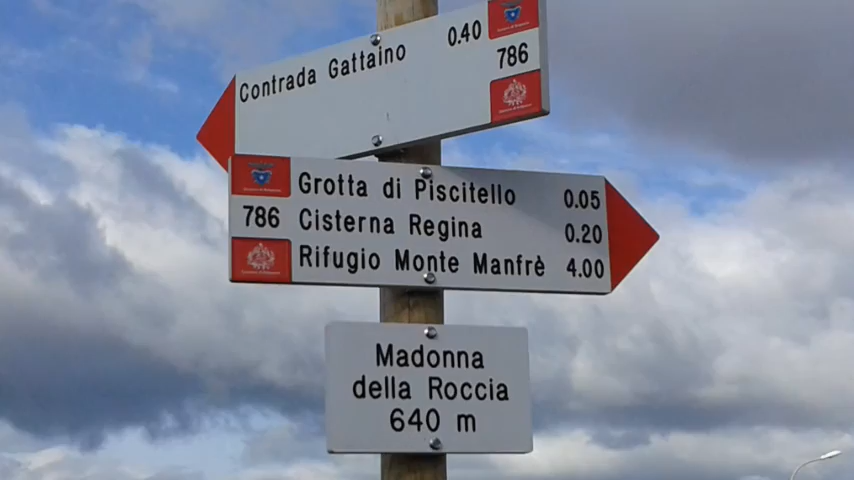 Contrada Gattaino 0.40
786
Grotta di Piscitello 0.05
786 Cisterna Regina 0.20
Rifugio Monte Manfrè 4.00
Madonna
della Roccia
640 m